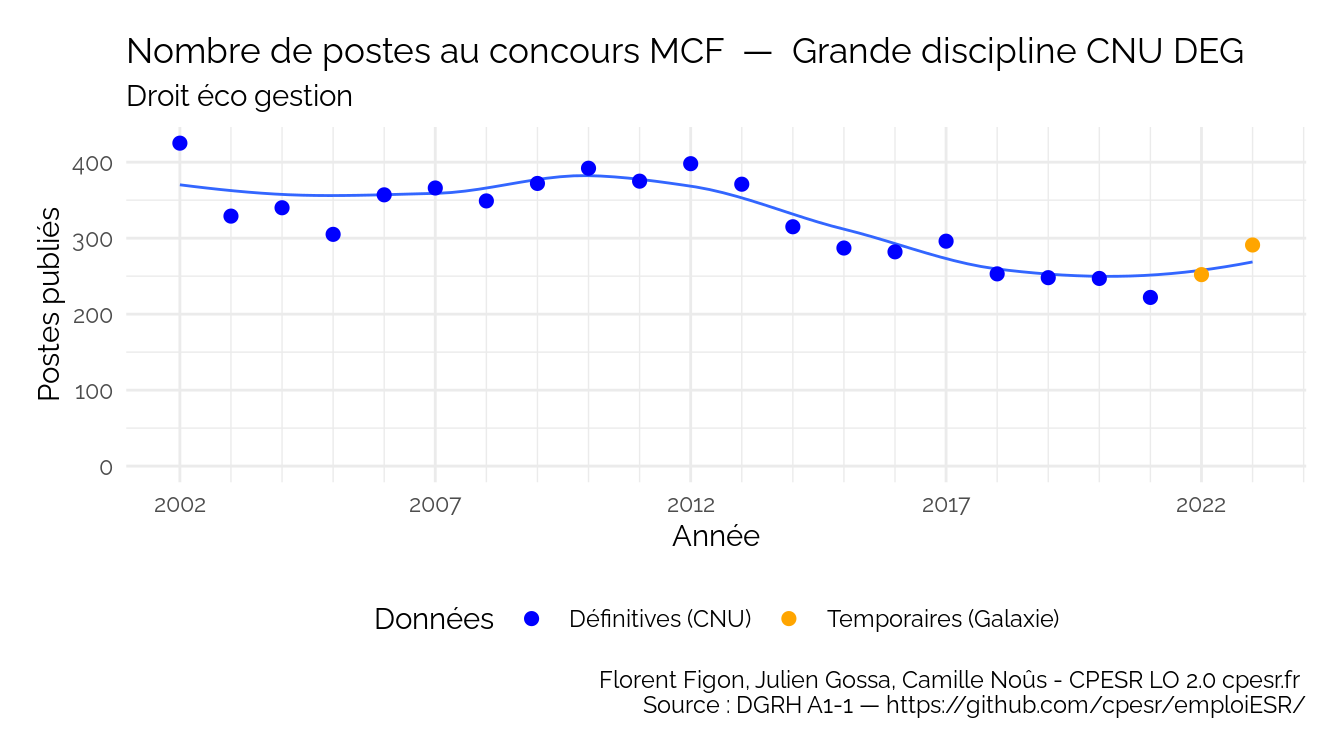 Nombre de postes au concours MCF — Grande discipline CNU DEG
Droit éco gestion
Postes publiés
400
300
200
100
0
2002 2007 2012 2017 2022
Année
Données Définitives (CNU) Temporaires (Galaxie)
Florent Figon, Julien Gossa, Camille Noûs - CPESR LO 2.0 cpesr.fr
Source : DGRH A1-1 — https://github.com/cpesr/emploiESR/